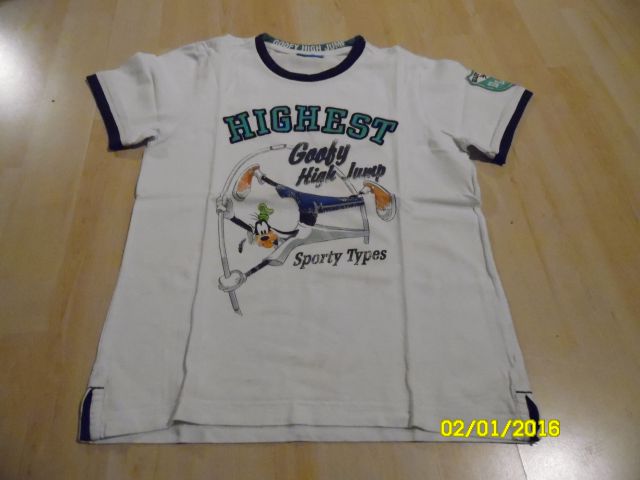 GOOFY HIGH JUMP
HIGHEST
Goofy
High Jump
Sporty Types
02/01/2016